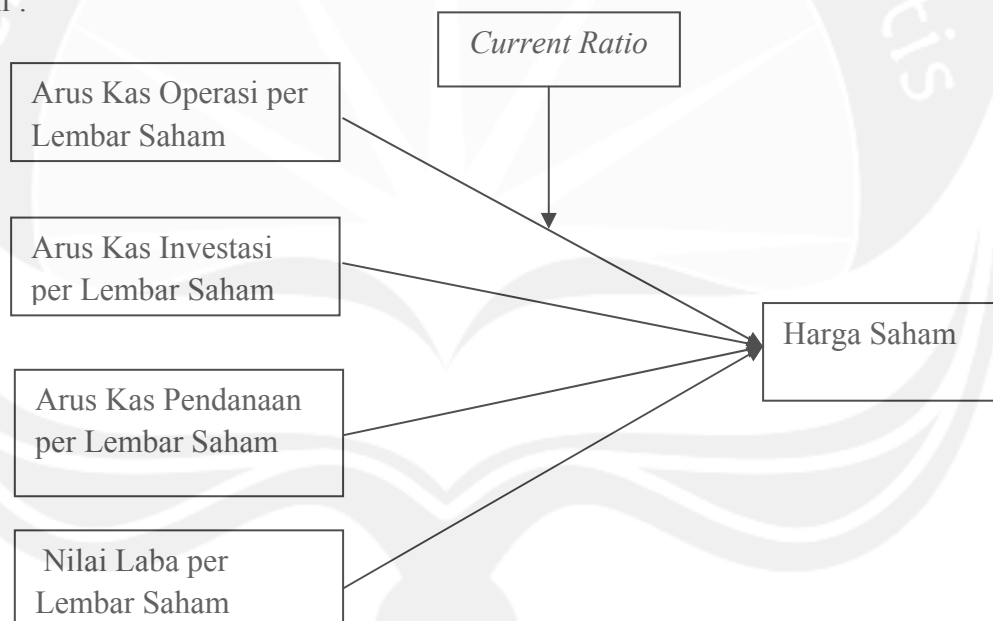 Current Ratio
Arus Kas Operasi per
Lembar Saham
Arus Kas Investasi
per Lembar Saham
Harga Saham
Arus Kas Pendanaan
per Lembar Saham
Nilai Laba per
Lembar Saham